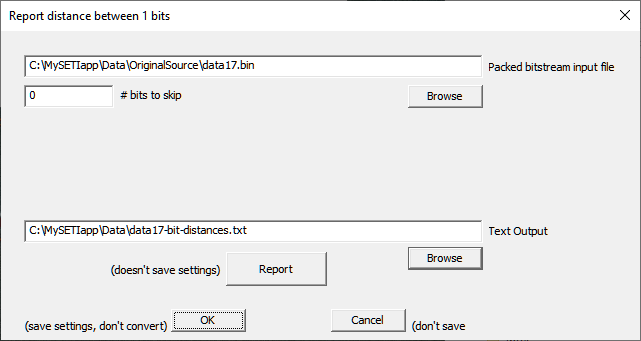 Report distance between 1 bits
C:\MySETIapp\Data\OriginalSource\data17.bin
Packed bitstream input file
0
# bits to skip
Browse
C:\MySETIapp\Data\data17-bit-distances.txt
Text Output
Browse
(doesn't save settings)
Report
(save settings, don't convert)
OK
Cancel
(don't save